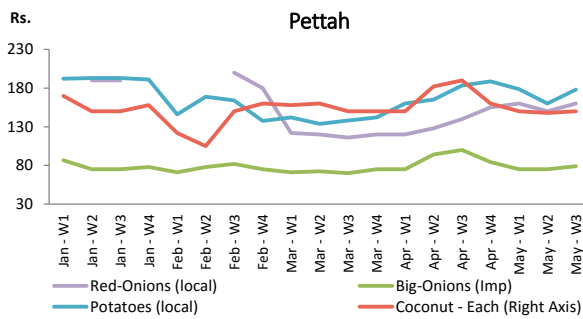 Rs.
Pettah
230
180
130
80
30
Jan - W1
Jan - W2
Jan - W3
Jan - W4
Feb - W1
Feb - W2
Feb - W3
Feb - W4
Mar - W1
Mar - W2
Mar - W3
Mar - W4
Apr - W1
Apr - W2
Apr - W3
Apr - W4
May - W1
May - W2
May - W3
Red-Onions (local)
Big-Onions (Imp)
Potatoes (local)
Coconut - Each (Right Axis)